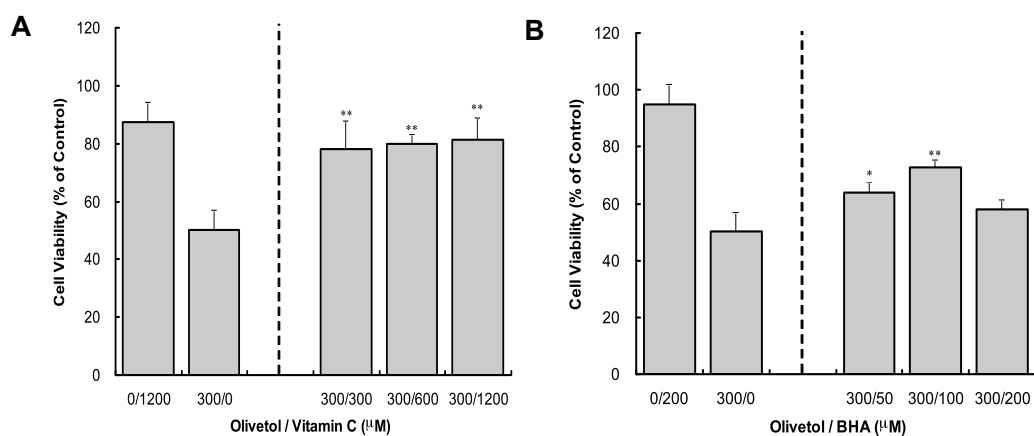 A
120
100
80
60
40
20
0
Cell Viability (% of Control)
** ** **
0/1200 300/0 300/300 300/600 300/1200
Olivetol / Vitamin C (µM)
B
120
100
80
60
40
20
0
Cell Viability (% of Control)
* **
0/200 300/0 300/50 300/100 300/200
Olivetol / BHA (µM)